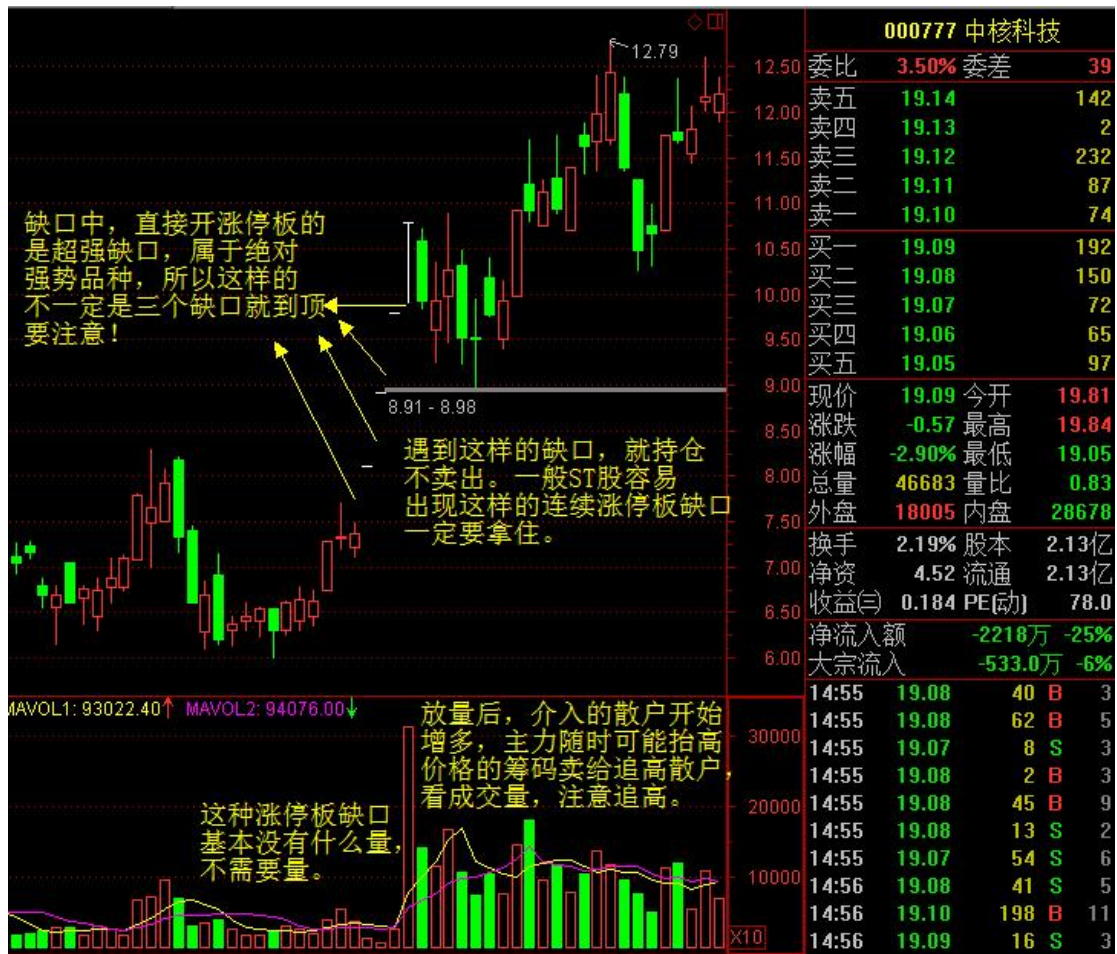 000777 中核科技
12.79
缺口中，直接开涨停板的
是超强缺口，属于绝对
强势品种，所以这样的
不一定是三个缺口就到顶
要注意！
8.91 - 8.98
遇到这样的缺口，就持仓
不卖出。一般ST股容易
出现这样的连续涨停板缺口
一定要拿住。
12.50
12.00
11.50
11.00
10.50
10.00
9.50
9.00
8.50
8.00
7.50
7.00
6.50
6.00
MAVOL1: 93022.40↑ MAVOL2: 94076.00↓
放量后，介入的散户开始
增多，主力随时可能抬高
价格的筹码卖给追高散户，
看成交量，注意追高。
这种涨停板缺口
基本没有什么量，
不需要量。
30000
20000
10000
X10
委比 3.50% 委差 39
卖五 19.14 142
卖四 19.13 2
卖三 19.12 232
卖二 19.11 87
卖一 19.10 74
买一 19.09 192
买二 19.08 150
买三 19.07 72
买四 19.06 65
买五 19.05 97
现价 19.09 今开 19.81
涨跌 -0.57 最高 19.84
涨幅 -2.90% 最低 19.05
总量 46683 量比 0.83
外盘 18005 内盘 28678
换手 2.19% 股本 2.13亿
净资 4.52 流通 2.13亿
收益㈢ 0.184 PE(动) 78.0
净流入额 -2218万 -25%
大宗流入 -533.0万 -6%
14:55 19.08 40 B 3
14:55 19.08 62 B 5
14:55 19.07 8 S 3
14:55 19.08 2 B 3
14:55 19.08 45 B 9
14:55 19.08 13 S 2
14:55 19.07 54 S 6
14:56 19.08 41 S 5
14:56 19.10 198 B 11
14:56 19.09 16 S 3